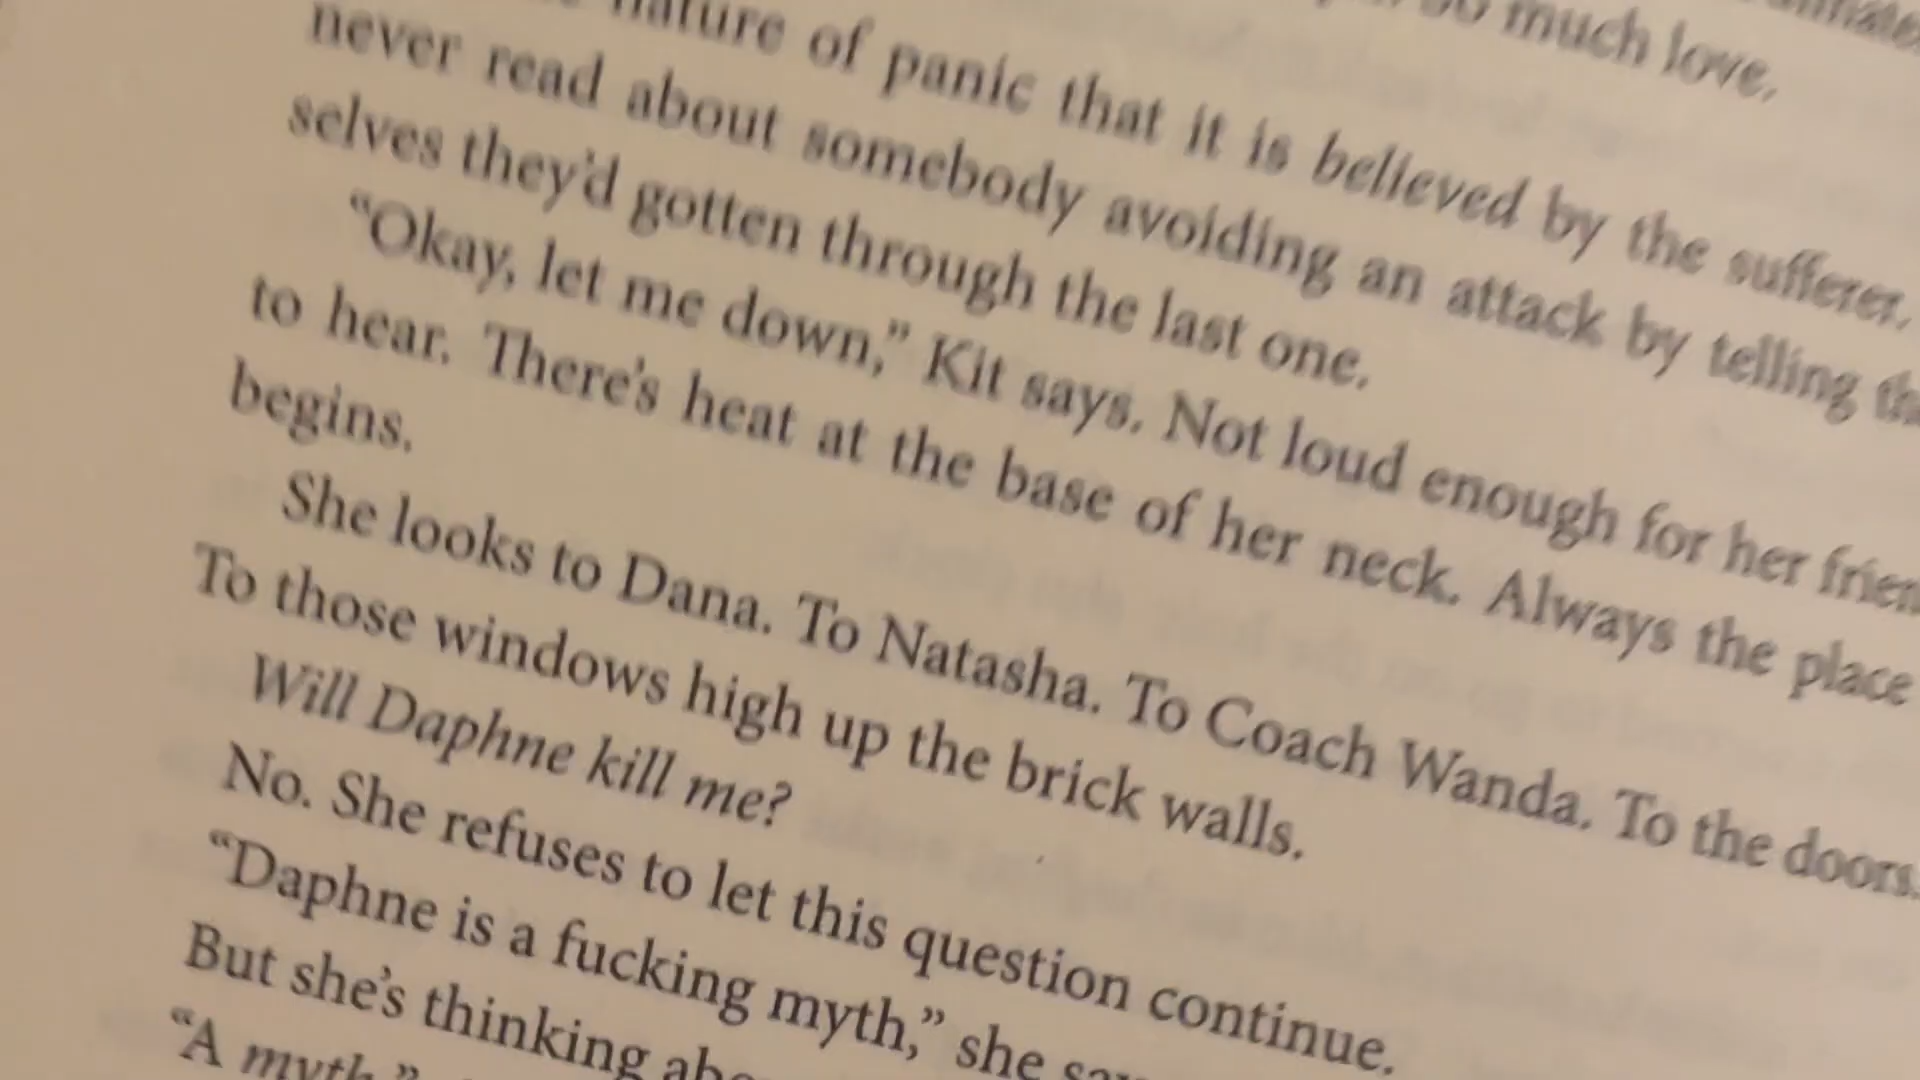 so much love,
nature of panic that it is believed by the sufferer.
never read about somebody avoiding an attack by telling
selves they'd gotten through the last one.
“Okay, let me down,” Kit says. Not loud enough for her
to hear. There's heat at the base of her neck. Always the place
begins.
She looks to Dana. To Natasha. To Coach Wanda. To the doors.
To those windows high up the brick walls.
Will Daphne kill me?
No. She refuses to let this question continue.
“Daphne is a fucking myth,” she
But she's thinking
“A myth,”